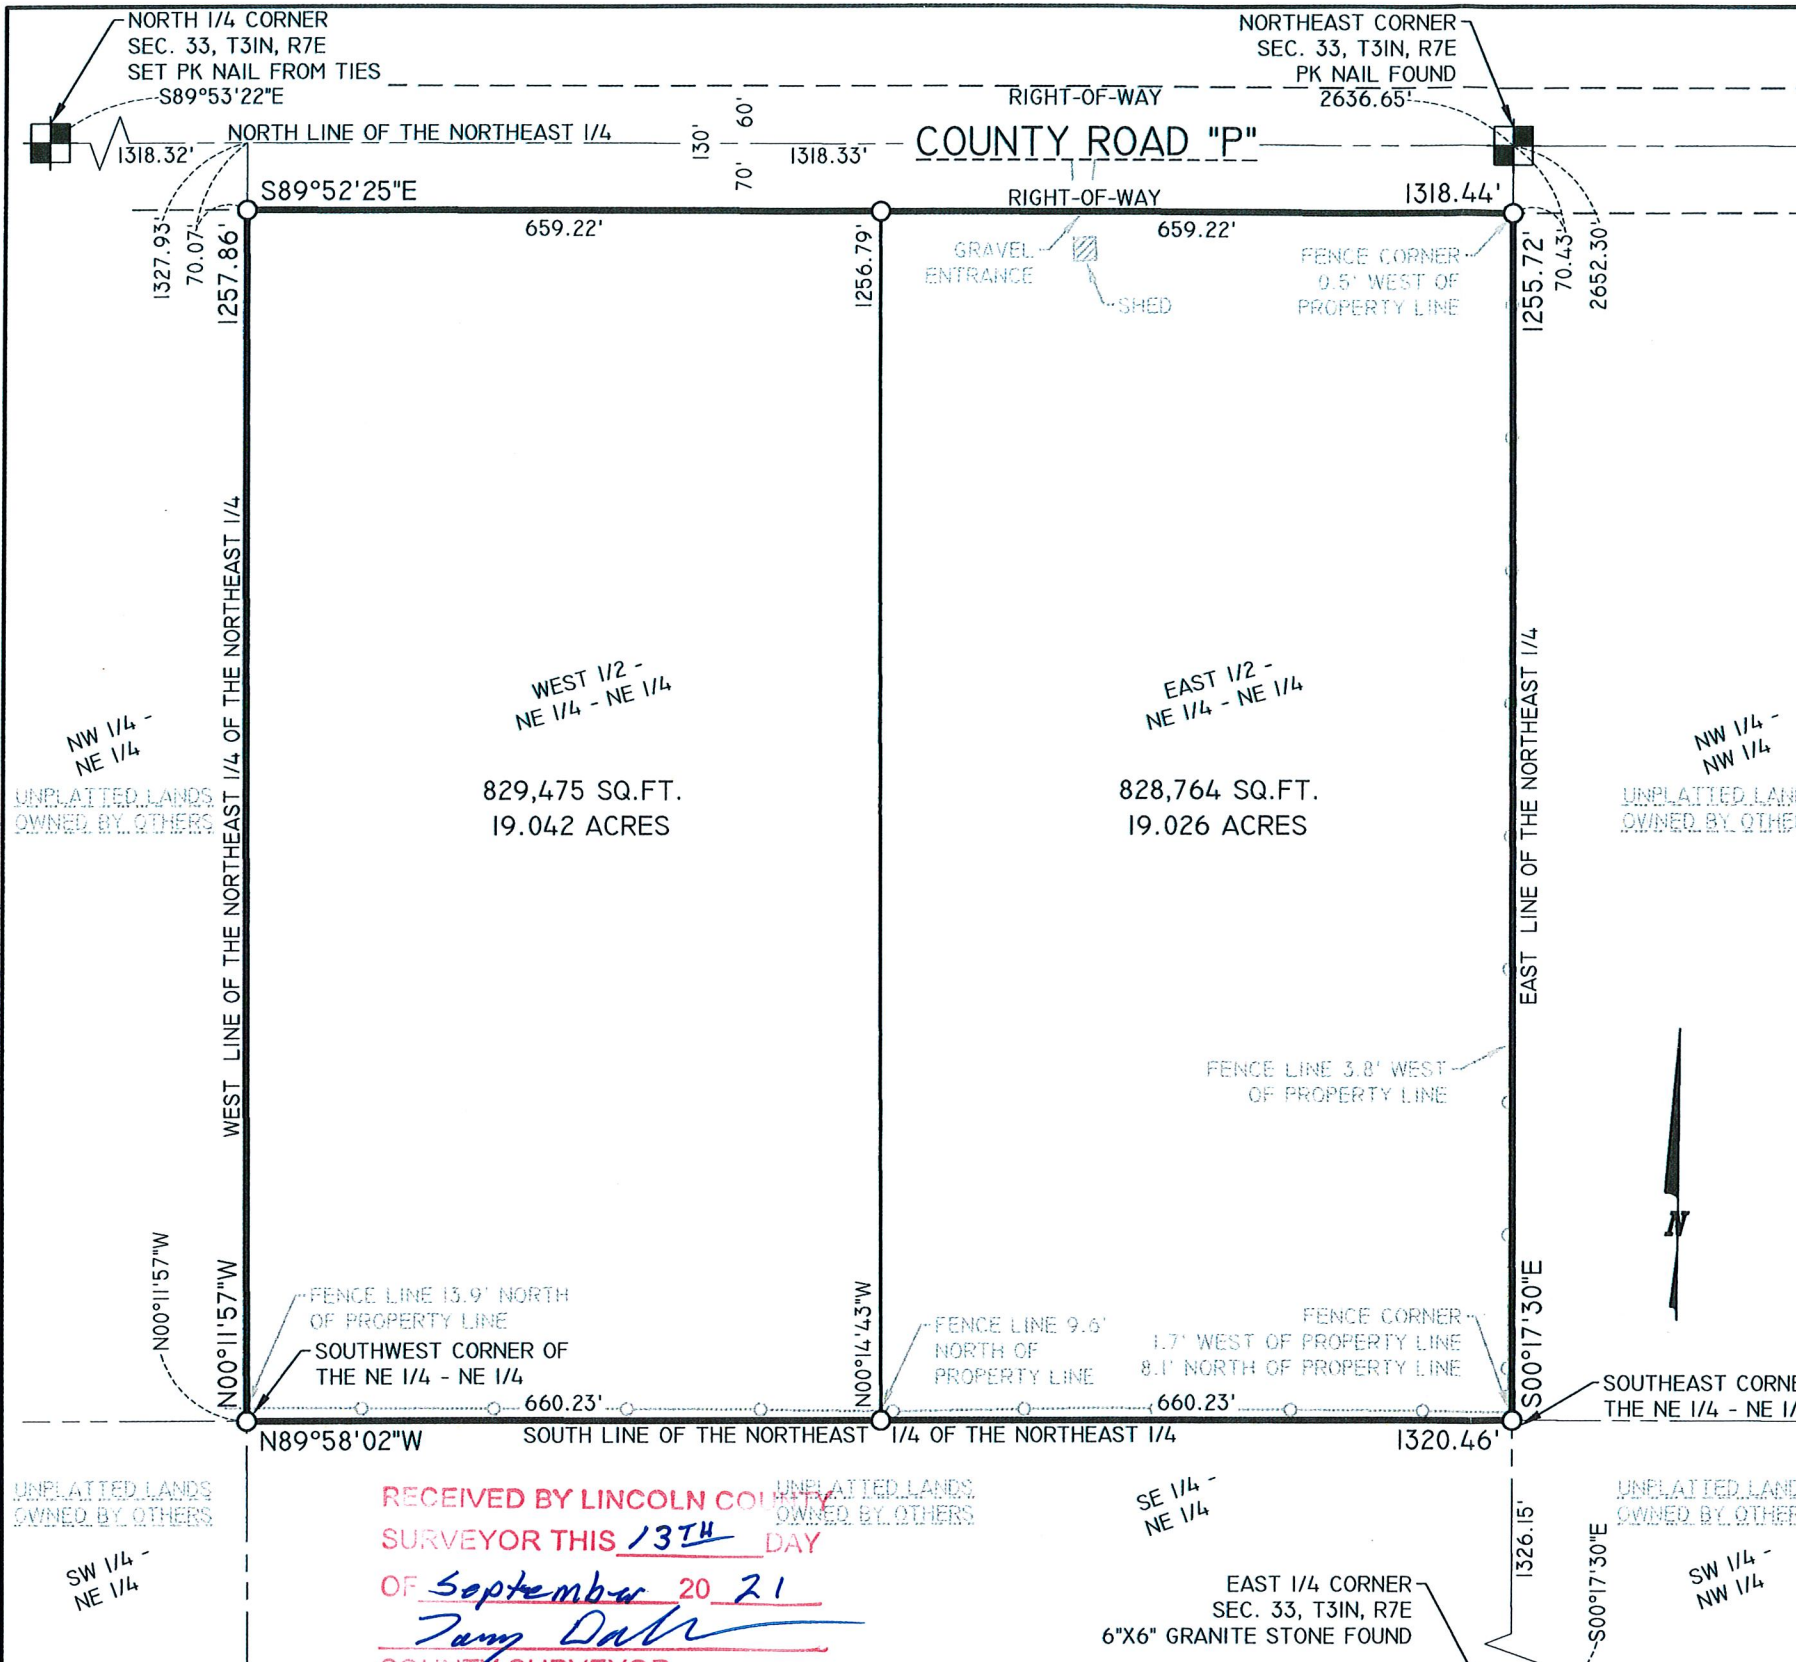 NORTH 1/4 CORNER
SEC. 33, T31N, R7E
SET PK NAIL FROM TIES
S89°53'22"E
NORTHEAST CORNER
SEC. 33, T31N, R7E
PK NAIL FOUND
2636.65'
RIGHT-OF-WAY
NORTH LINE OF THE NORTHEAST 1/4
1318.32'
130'
60'
70'
1318.33'
COUNTY ROAD "P"
RIGHT-OF-WAY
S89°52'25"E
1318.44'
659.22'
659.22'
1327.93'
70.07'
1257.86'
1256.79'
GRAVEL
ENTRANCE
SHED
FENCE CORNER
0.5' WEST OF
PROPERTY LINE
1255.72'
70.43'
2652.30'
WEST LINE OF THE NORTHEAST 1/4 OF THE NORTHEAST 1/4
EAST LINE OF THE NORTHEAST 1/4
WEST 1/2 -
NE 1/4 - NE 1/4
EAST 1/2 -
NE 1/4 - NE 1/4
NW 1/4 -
NE 1/4
UNPLATTED LANDS
OWNED BY OTHERS
829,475 SQ.FT.
19.042 ACRES
828,764 SQ.FT.
19.026 ACRES
NW 1/4 -
NW 1/4
UNPLATTED LAN
OWNED BY OTHE
FENCE LINE 3.8' WEST
OF PROPERTY LINE
N
N00°11'57"W
N00°11'57"W
FENCE LINE 13.9' NORTH
OF PROPERTY LINE
SOUTHWEST CORNER OF
THE NE 1/4 - NE 1/4
N00°14'43"W
FENCE LINE 9.6'
NORTH OF
PROPERTY LINE
FENCE CORNER
1.7' WEST OF PROPERTY LINE
8.1' NORTH OF PROPERTY LINE
S00°17'30"E
SOUTHEAST CORNE
THE NE 1/4 - NE 1/
660.23'
660.23'
N89°58'02"W
SOUTH LINE OF THE NORTHEAST 1/4 OF THE NORTHEAST 1/4
1320.46'
UNPLATTED LANDS
OWNED BY OTHERS
SW 1/4 -
NE 1/4
RECEIVED BY LINCOLN COUNTY
SURVEYOR THIS 13TH DAY
OF September 20 21
COUNTY SURVEYOR
UNPLATTED LANDS
OWNED BY OTHERS
SE 1/4 -
NE 1/4
1326.15'
S00°17'30"E
UNPLATTED LAND
OWNED BY OTHER
SW 1/4 -
NW 1/4
EAST 1/4 CORNER
SEC. 33, T31N, R7E
6"X6" GRANITE STONE FOUND